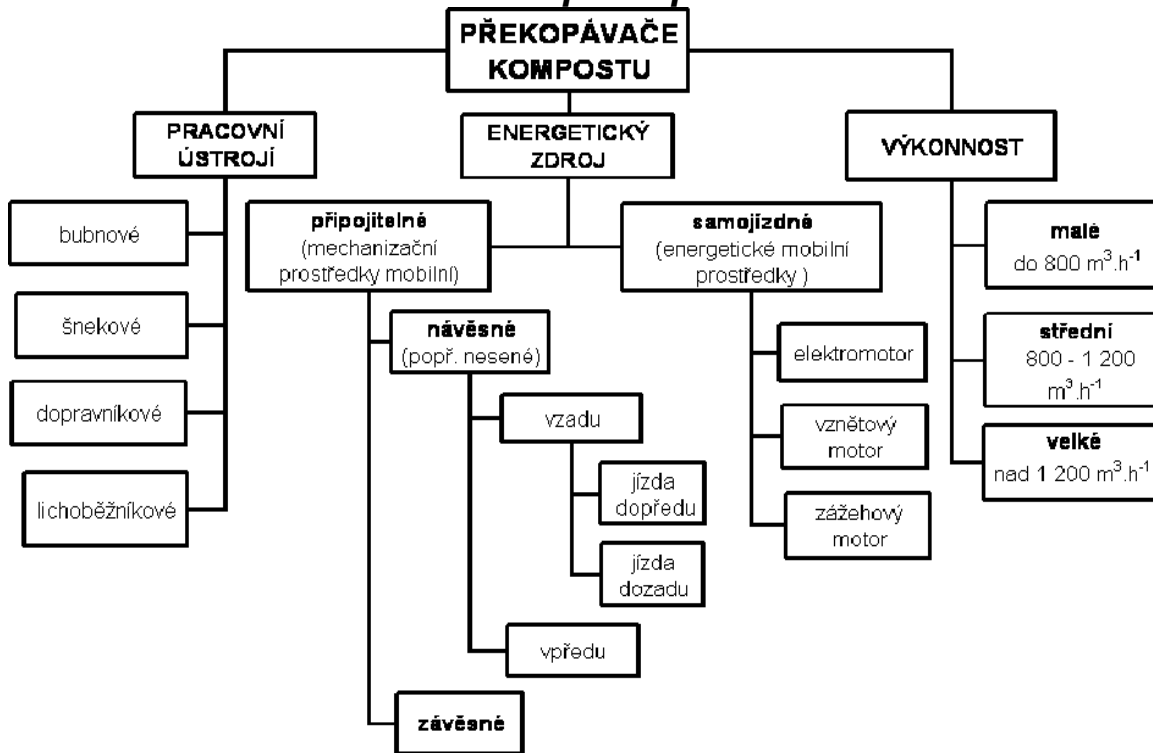 PŘEKOPÁVAČE
KOMPOSTU
PRACOVNÍ
ÚSTROJÍ
bubnové
šnekové
dopravníkové
lichoběžníkové
ENERGETICKÝ
ZDROJ
připojitelné
(mechanizační
prostředky mobilní)
návěsné
(popř. nesené)
vzadu
jízda
dopředu
jízda
dozadu
vpředu
závěsné
samojízdné
(energetické mobilní
prostředky )
elektromotor
vznětový
motor
zážehový
motor
VÝKONNOST
malé
do 800 m³.h⁻¹
střední
800 - 1 200
m³.h⁻¹
velké
nad 1 200 m³.h⁻¹